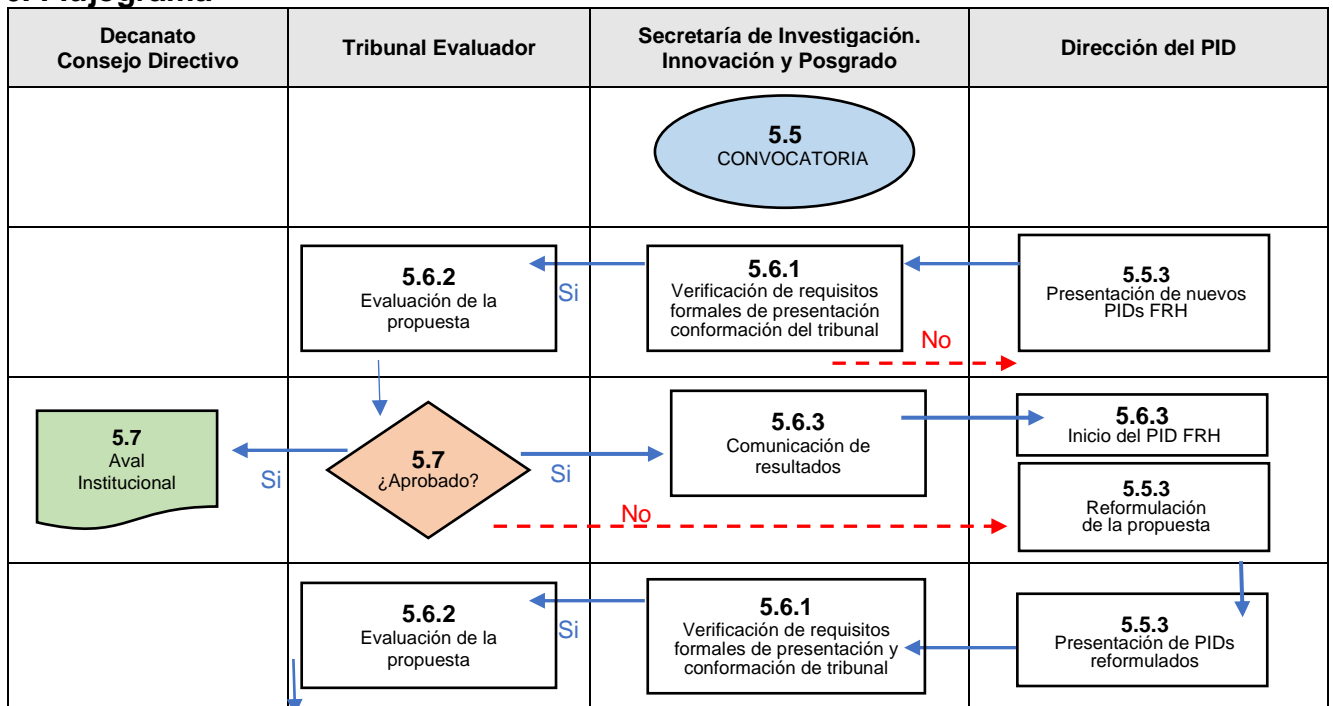 Decanato
Consejo Directivo
Tribunal Evaluador
Secretaría de Investigación.
Innovación y Posgrado
Dirección del PID
5.5
CONVOCATORIA
5.6.2
Evaluación de la
propuesta
Si
5.6.1
Verificación de requisitos
formales de presentación
conformación del tribunal
No
5.5.3
Presentación de nuevos
PIDs FRH
5.7
Aval
Institucional
Si
5.7
¿Aprobado?
Si
5.6.3
Comunicación de
resultados
No
5.6.3
Inicio del PID FRH
5.5.3
Reformulación
de la propuesta
5.6.2
Evaluación de la
propuesta
Si
5.6.1
Verificación de requisitos
formales de presentación y
conformación de tribunal
5.5.3
Presentación de PIDs
reformulados